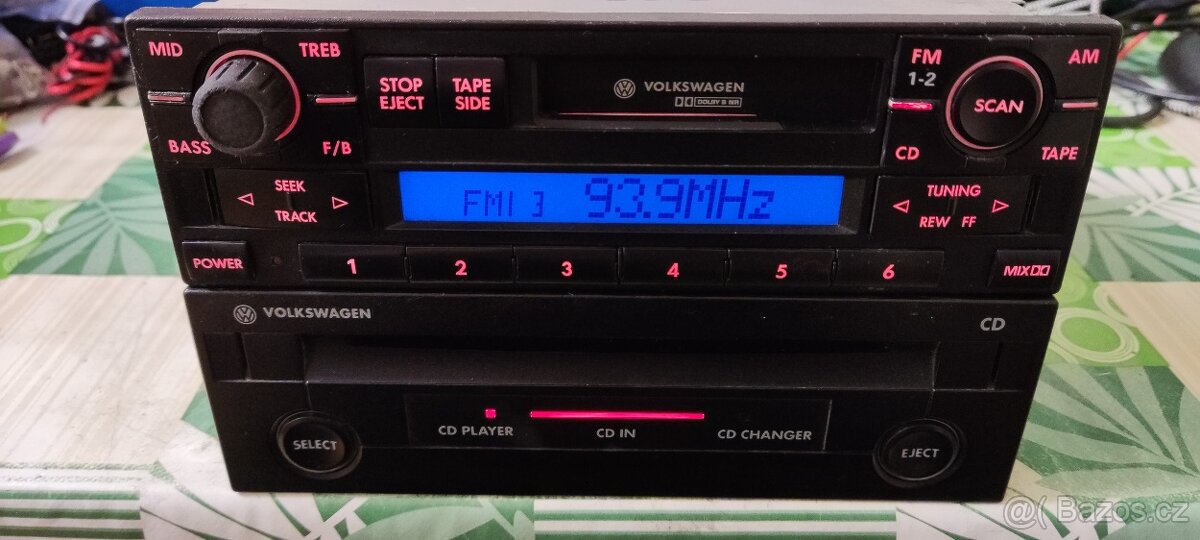 MID
TREB
BASS
F/B
STOP
EJECT
TAPE
SIDE
VOLKSWAGEN
DOLBY B NR
FM
1-2
AM
SCAN
CD
TAPE
SEEK
TRACK
FM1 3 93.9MHz
TUNING
REW FF
POWER
1
2
3
4
5
6
MIX
VOLKSWAGEN
CD
SELECT
CD PLAYER
CD IN
CD CHANGER
EJECT
@( Bazos.cz